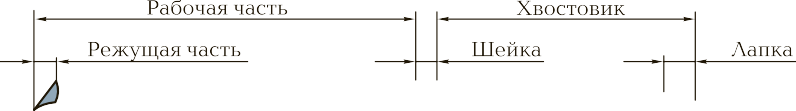 Рабочая часть Хвостовик
Режущая часть Шейка Лапка